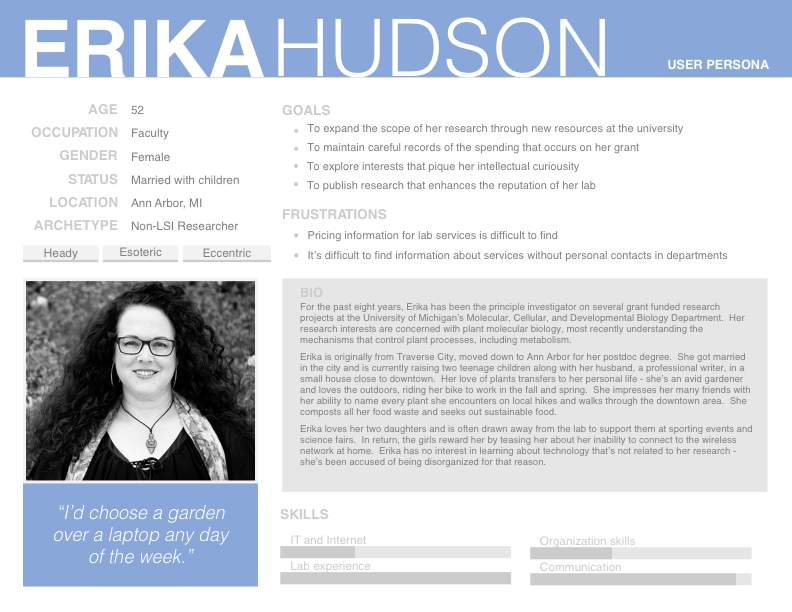 ERIKA HUDSON
USER PERSONA
AGE 52
OCCUPATION Faculty
GENDER Female
STATUS Married with children
LOCATION Ann Arbor, MI
ARCHETYPE Non-LSI Researcher
Heady Esoteric Eccentric
GOALS
• To expand the scope of her research through new resources at the university
• To maintain careful records of the spending that occurs on her grant
• To explore interests that pique her intellectual curiousity
• To publish research that enhances the reputation of her lab
FRUSTRATIONS
• Pricing information for lab services is difficult to find
• It's difficult to find information about services without personal contacts in departments
BIO
For the past eight years, Erika has been the principle investigator on several grant funded research
projects at the University of Michigan's Molecular, Cellular, and Developmental Biology Department. Her
research interests are concerned with plant molecular biology, most recently understanding the
mechanisms that control plant processes, including metabolism.
Erika is originally from Traverse City, moved down to Ann Arbor for her postdoc degree. She got married
in the city and is currently raising two teenage children along with her husband, a professional writer, in a
small house close to downtown. Her love of plants transfers to her personal life - she's an avid gardener
and loves the outdoors, riding her bike to work in the fall and spring. She impresses her many friends with
her ability to name every plant she encounters on local hikes and walks through the downtown area. She
composts all her food waste and seeks out sustainable food.
Erika loves her two daughters and is often drawn away from the lab to support them at sporting events and
science fairs. In return, the girls reward her by teasing her about her inability to connect to the wireless
network at home. Erika has no interest in learning about technology that's not related to her research -
she's been accused of being disorganized for that reason.
"I'd choose a garden
over a laptop any day
of the week."
SKILLS
IT and Internet
Lab experience
Organization skills
Communication